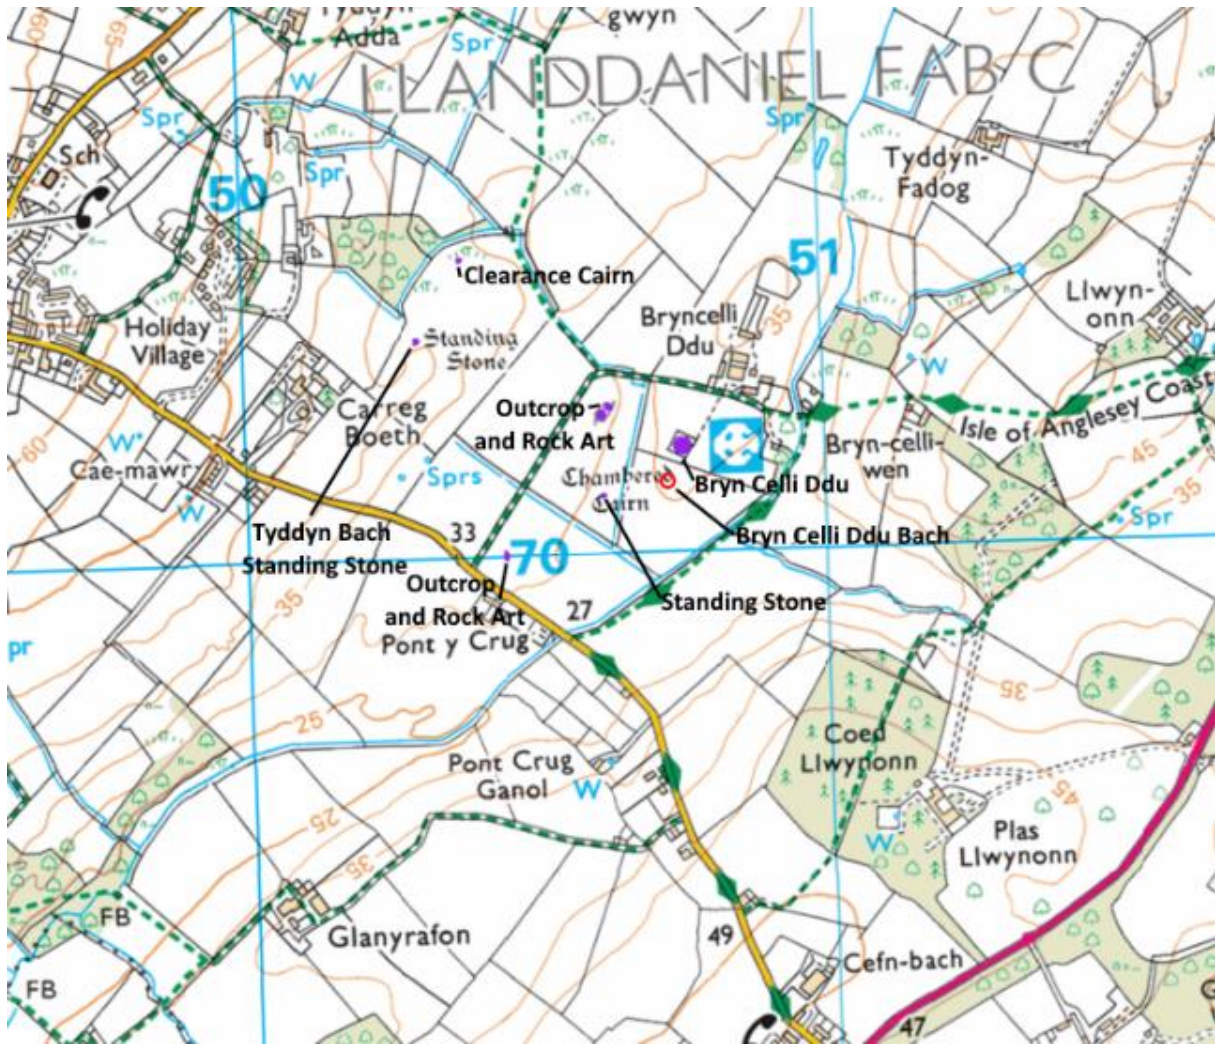 Adda
gwyn
Spr
LLANDDANIEL FAB C
65
60
W
Spr
Spr
Spr
Sch
50
Tyddyn-
Fadog
51
Clearance Cairn
Holiday
Village
Standing
Stone
Bryncelli
Ddu
35
Llwyn-
onn
W
Carreg
Boeth
Outcrop
and Rock Art
Isle of Anglesey Coast
Bryn-celli-
wen
45
35
60
W
Cae-mawr
W
Sprs
Chambered
Cairn
Bryn Celli Ddu
Bryn Celli Ddu Bach
Spr
Tyddyn Bach
Standing Stone
33
70
Outcrop
and Rock Art
Standing Stone
35
27
Pont y Crug
pr
25
35
Coed
Llwynonn
Pont Crug
Ganol
W
45
25
35
W
Plas
Llwynonn
FB
Glanyrafon
49
Cefn-bach
FB
47